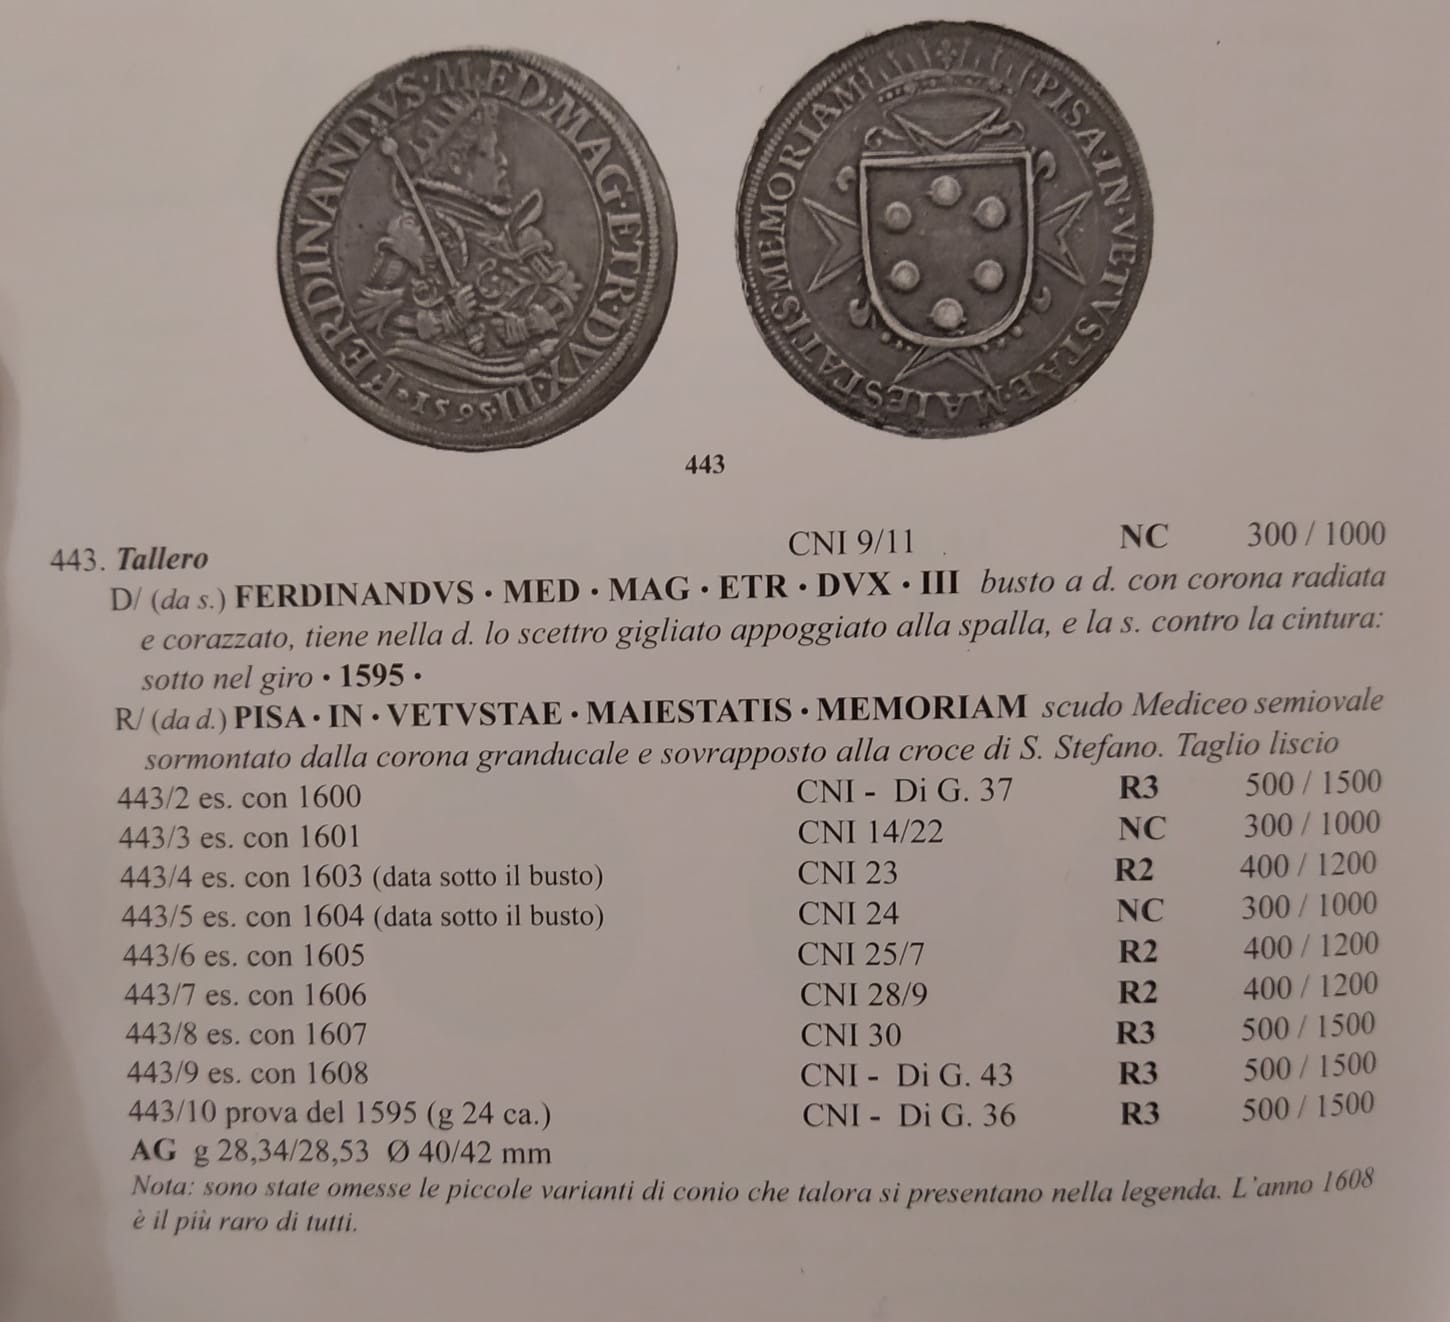 FERDINANDVS·MED·MAG·ETR·DVX·III
·1595·
PISA·IN·VETVSTAE·MAIESTATIS·MEMORIAM
443
443. Tallero CNI 9/11 NC 300 / 1000
D/ (da s.) FERDINANDVS • MED • MAG • ETR • DVX • III busto a d. con corona radiata
e corazzato, tiene nella d. lo scettro gigliato appoggiato alla spalla, e la s. contro la cintura:
sotto nel giro • 1595 •
R/ (da d.) PISA • IN • VETVSTAE • MAIESTATIS • MEMORIAM scudo Mediceo semiovale
sormontato dalla corona granducale e sovrapposto alla croce di S. Stefano. Taglio liscio
443/2 es. con 1600 CNI - Di G. 37 R3 500 / 1500
443/3 es. con 1601 CNI 14/22 NC 300 / 1000
443/4 es. con 1603 (data sotto il busto) CNI 23 R2 400 / 1200
443/5 es. con 1604 (data sotto il busto) CNI 24 NC 300 / 1000
443/6 es. con 1605 CNI 25/7 R2 400 / 1200
443/7 es. con 1606 CNI 28/9 R2 400 / 1200
443/8 es. con 1607 CNI 30 R3 500 / 1500
443/9 es. con 1608 CNI - Di G. 43 R3 500 / 1500
443/10 prova del 1595 (g 24 ca.) CNI - Di G. 36 R3 500 / 1500
AG g 28,34/28,53 Ø 40/42 mm
Nota: sono state omesse le piccole varianti di conio che talora si presentano nella legenda. L'anno 1608
è il più raro di tutti.